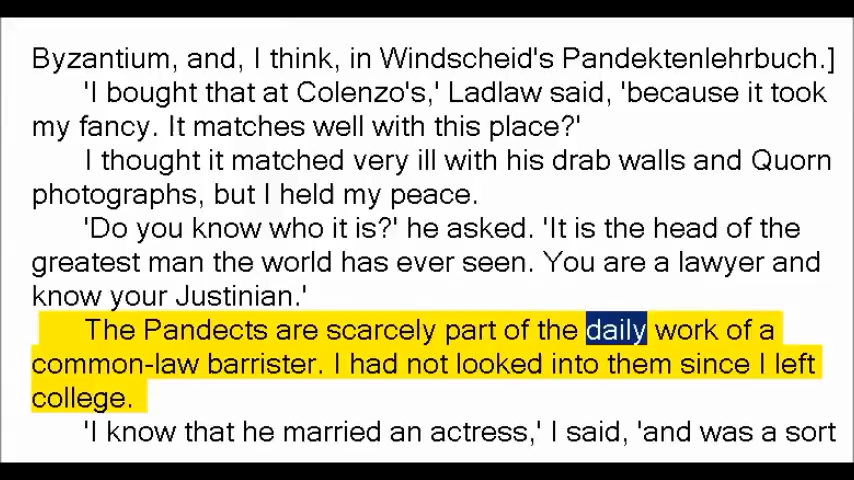 Byzantium, and, I think, in Windscheid's Pandektenlehrbuch.]
'I bought that at Colenzo's,' Ladlaw said, 'because it took
my fancy. It matches well with this place?'
I thought it matched very ill with his drab walls and Quorn
photographs, but I held my peace.
'Do you know who it is?' he asked. 'It is the head of the
greatest man the world has ever seen. You are a lawyer and
know your Justinian.'
The Pandects are scarcely part of the daily work of a
common-law barrister. I had not looked into them since I left
college.
'I know that he married an actress,' I said, 'and was a sort